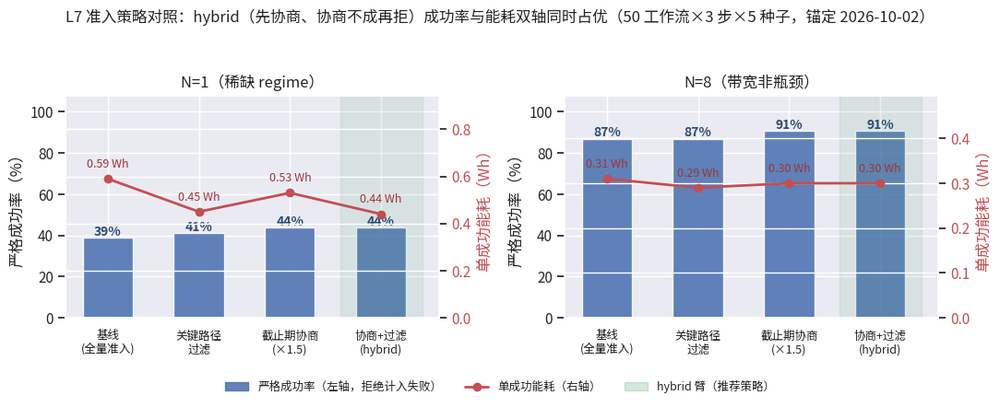 L7 准入策略对照：hybrid（先协商、协商不成再拒）成功率与能耗双轴同时占优（50 工作流×3 步×5 种子，锚定 2026-10-02）
N=1（稀缺 regime）
严格成功率（%）
100
80
60
40
20
0
0.59 Wh
0.45 Wh
0.53 Wh
0.44 Wh
39%
41%
44%
44%
0.8
0.6
0.4
0.2
0.0
单成功能耗（Wh）
基线
(全量准入)
关键路径
过滤
截止期协商
(×1.5)
协商+过滤
(hybrid)
N=8（带宽非瓶颈）
严格成功率（%）
100
80
60
40
20
0
87%
87%
91%
91%
0.31 Wh
0.29 Wh
0.30 Wh
0.30 Wh
0.4
0.3
0.2
0.1
0.0
单成功能耗（Wh）
基线
(全量准入)
关键路径
过滤
截止期协商
(×1.5)
协商+过滤
(hybrid)
严格成功率（左轴，拒绝计入失败）
单成功能耗（右轴）
hybrid 臂（推荐策略）